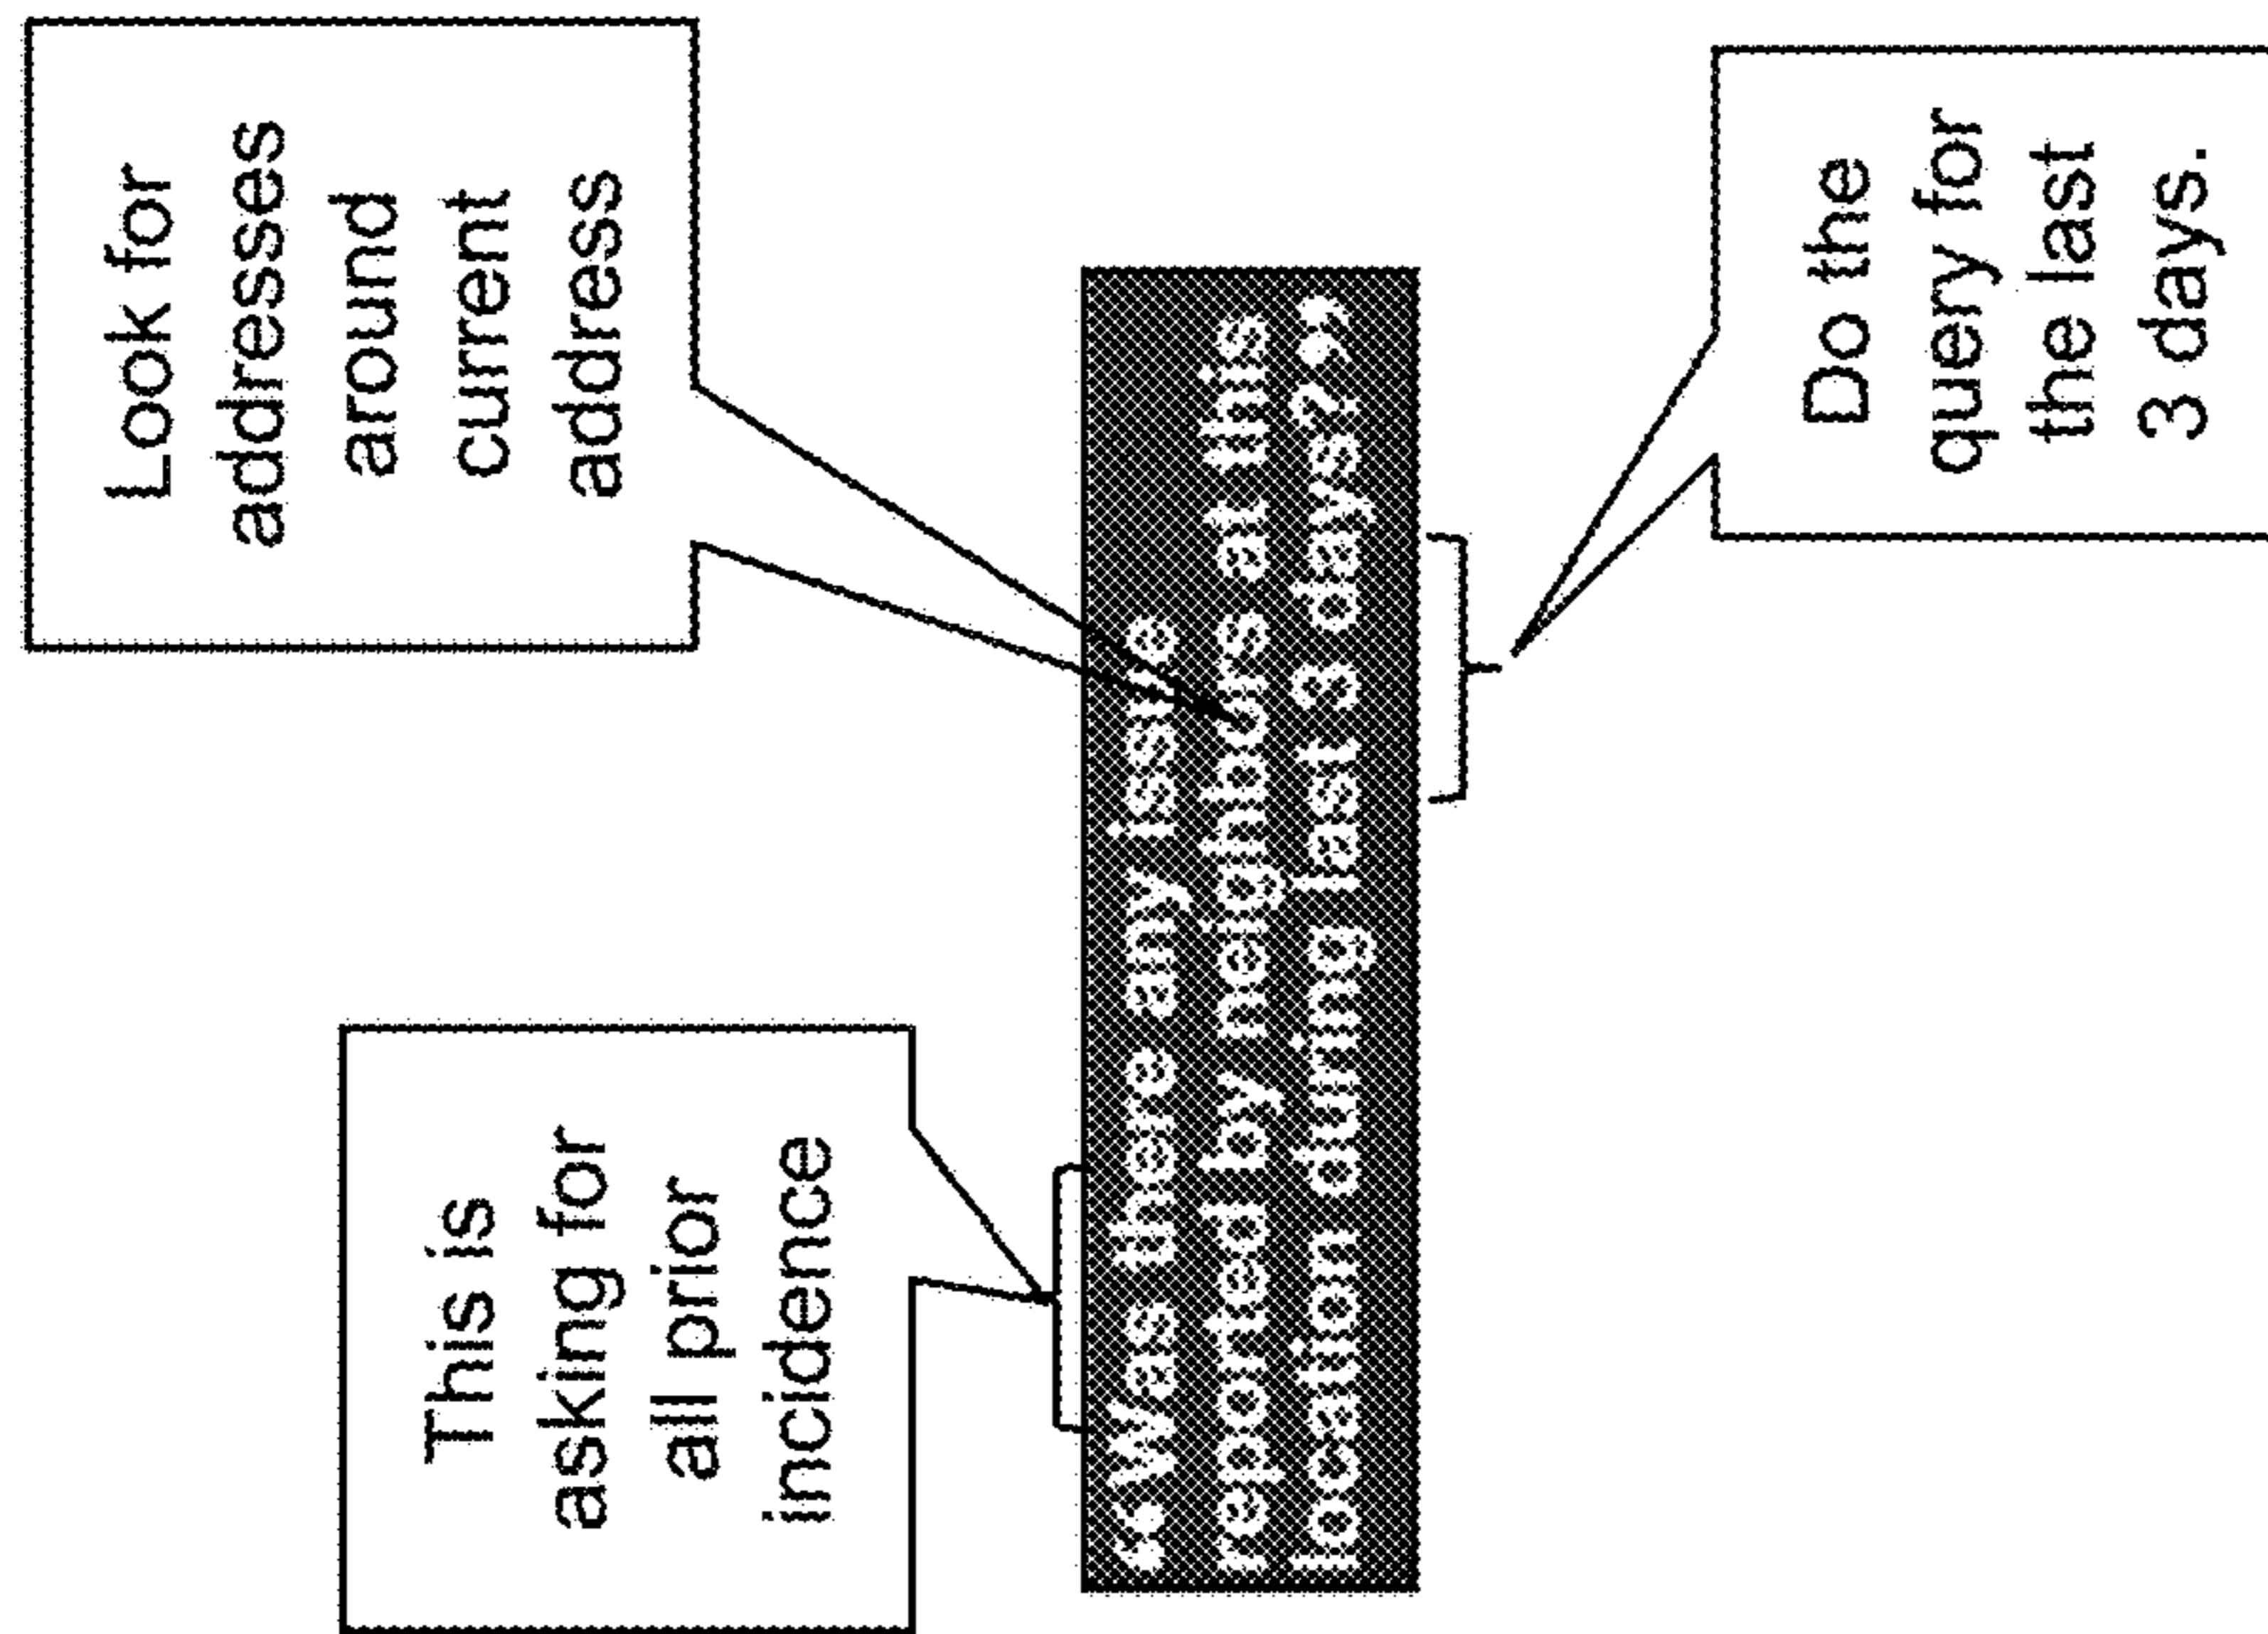 Look for
addresses
around
current
address
This is
asking for
all prior
incidence
“Was there any issue
reported by neighbours at this
location during last 3 days?”
Do the
query for
the last
3 days.